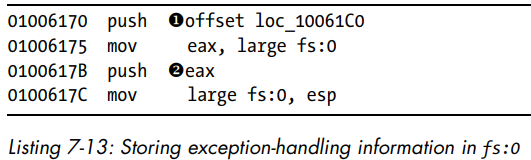 01006170 push ❶offset loc_10061C0
01006175 mov eax, large fs:0
0100617B push ❷eax
0100617C mov large fs:0, esp
Listing 7-13: Storing exception-handling information in fs:0